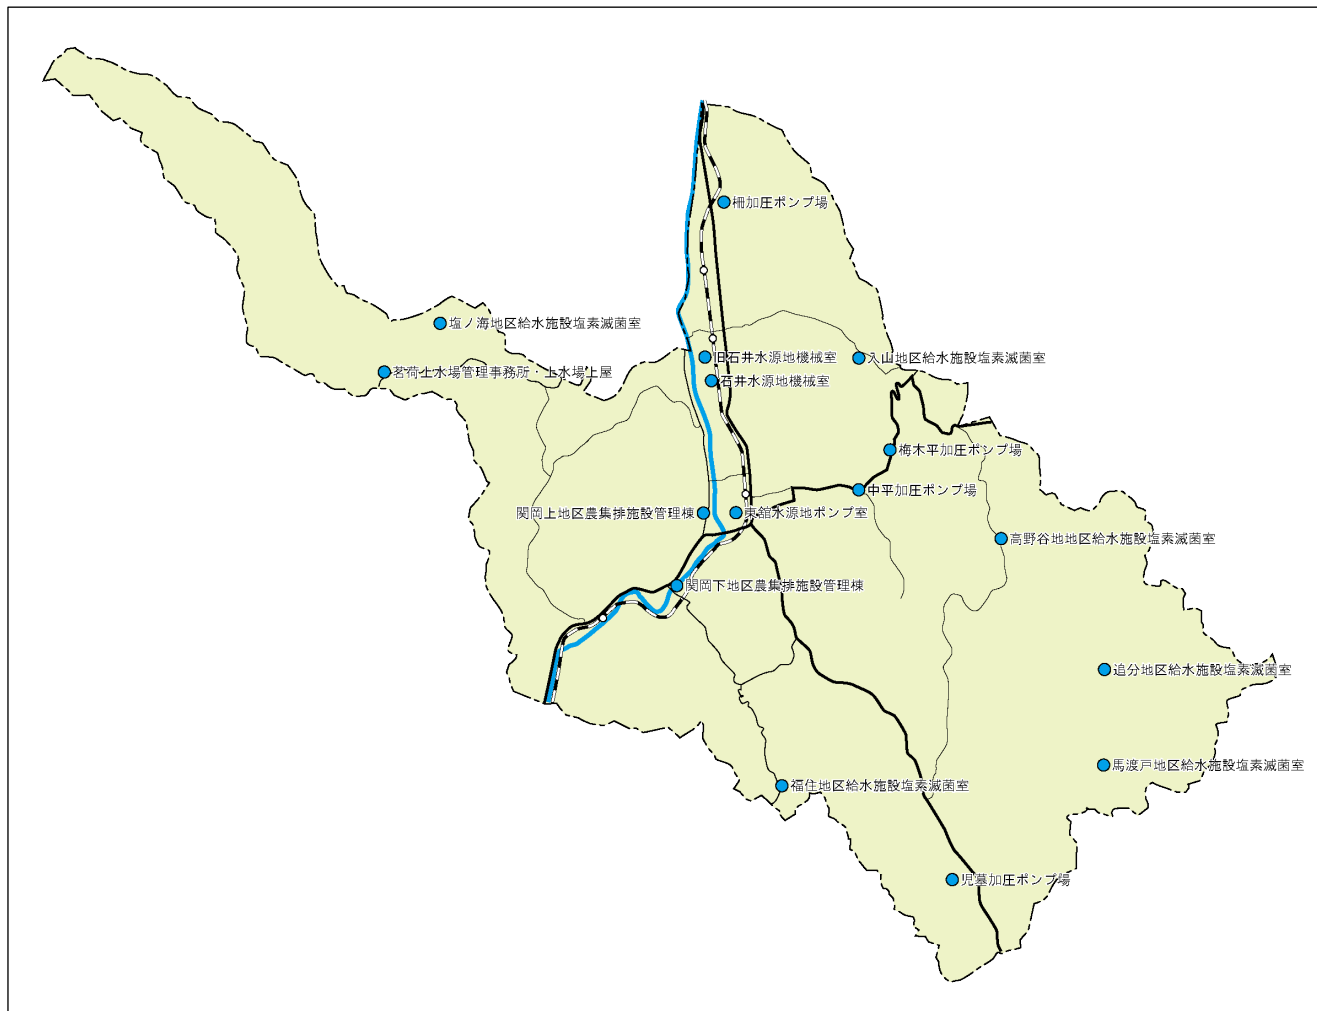 柵加圧ポンプ場
塩ノ海地区給水施設塩素滅菌室
旧石井水源地機械室
入山地区給水施設塩素滅菌室
茗荷上水場管理事務所・上水場上屋
石井水源地機械室
梅木平加圧ポンプ場
中平加圧ポンプ場
関岡上地区農集排施設管理棟
東舘水源地ポンプ室
高野谷地地区給水施設塩素滅菌室
関岡下地区農集排施設管理棟
追分地区給水施設塩素滅菌室
馬渡戸地区給水施設塩素滅菌室
福住地区給水施設塩素滅菌室
児墓加圧ポンプ場